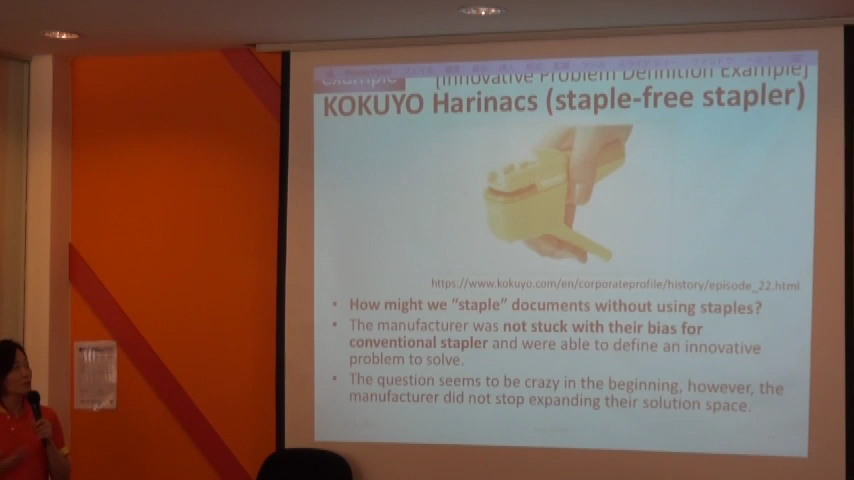 Example [Innovative Problem Definition Example]
KOKUYO Harinacs (staple-free stapler)
https://www.kokuyo.com/en/corporateprofile/history/episode_22.html
▪ How might we “staple” documents without using staples?
▪ The manufacturer was not stuck with their bias for
conventional stapler and were able to define an innovative
problem to solve.
▪ The question seems to be crazy in the beginning, however, the
manufacturer did not stop expanding their solution space.